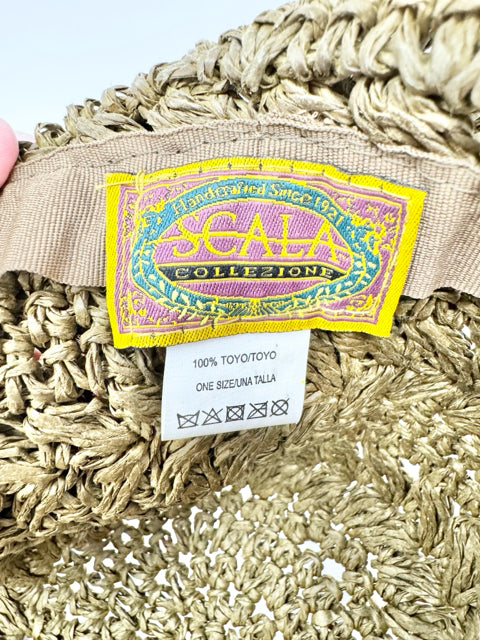 Handcrafted Since 1921
SCALA
COLLEZIONE
100% TOYO/TOYO
ONE SIZE/UNA TALLA